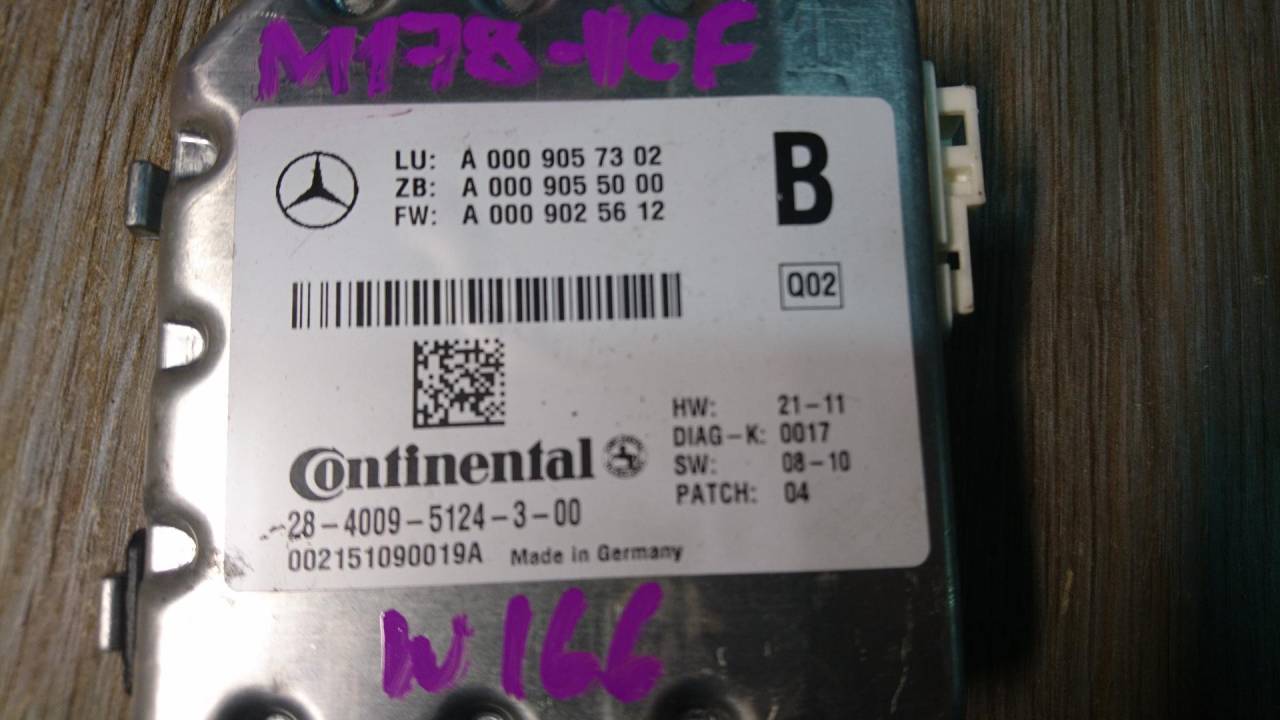 M178-11CF
LU: A 000 905 73 02
ZB: A 000 905 50 00
FW: A 000 902 56 12
B
Q02
HW: 21-11
DIAG-K: 0017
SW: 08-10
PATCH: 04
Continental
28-4009-5124-3-00
002151090019A Made in Germany
W166